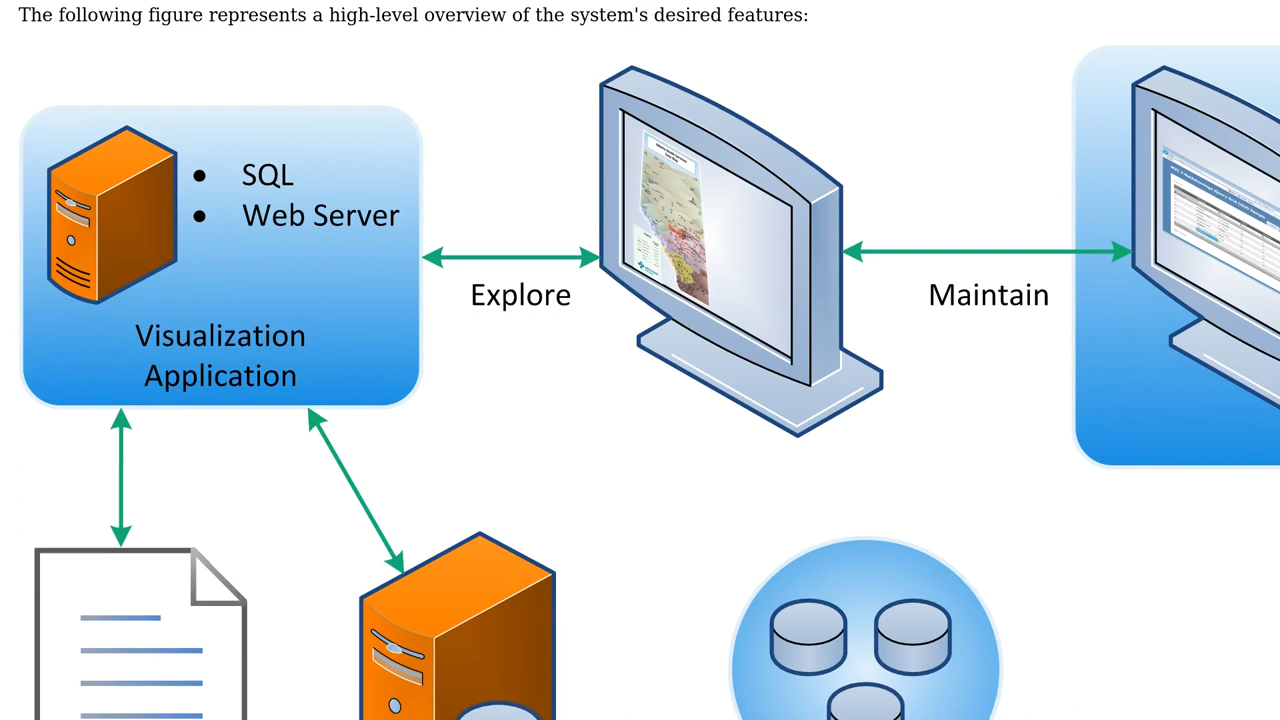 The following figure represents a high-level overview of the system's desired features:
• SQL
• Web Server
Visualization
Application
Explore
Maintain